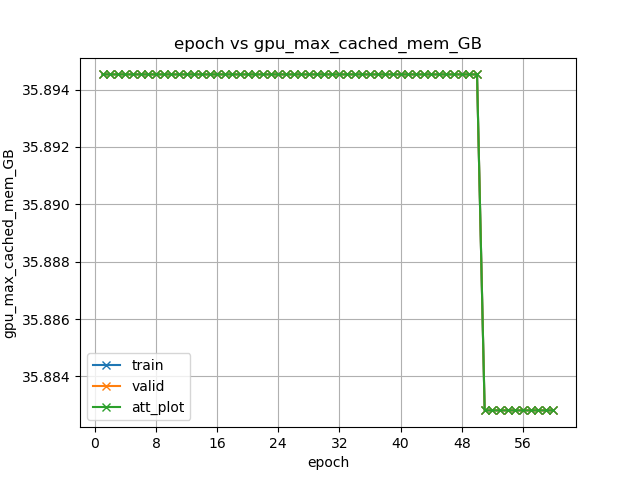 epoch vs gpu_max_cached_mem_GB
gpu_max_cached_mem_GB
35.894
35.892
35.890
35.888
35.886
35.884
train
valid
att_plot
0 8 16 24 32 40 48 56
epoch